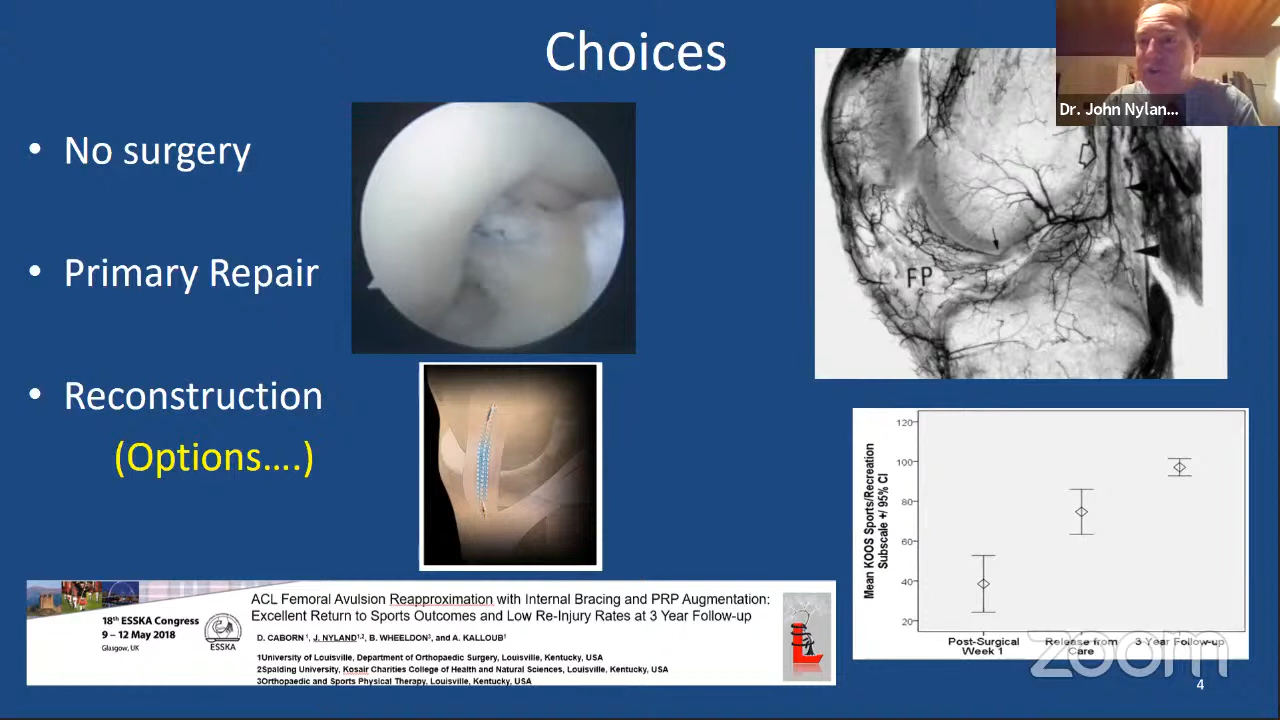 Choices
Dr. John Nylan...
• No surgery
• Primary Repair
• Reconstruction
(Options….)
FP
T
Mean KOOS Sports/Recreation
Subscale +/ 95% CI
120
100
80
60
40
20
Post-Surgical
Week 1
Release from
Care
3 Year Follow-up
18th ESSKA Congress
9 – 12 May 2018
Glasgow, UK
ESSKA
ACL Femoral Avulsion Reapproximation with Internal Bracing and PRP Augmentation:
Excellent Return to Sports Outcomes and Low Re-Injury Rates at 3 Year Follow-up
D. CABORN 1, J. NYLAND1,2, B. WHEELDON3, and A. KALLOUB1
1University of Louisville, Department of Orthopaedic Surgery, Louisville, Kentucky, USA
2Spalding University, Kosair Charities College of Health and Natural Sciences, Louisville, Kentucky, USA
3Orthopaedic and Sports Physical Therapy, Louisville, Kentucky, USA
L
zoom
4